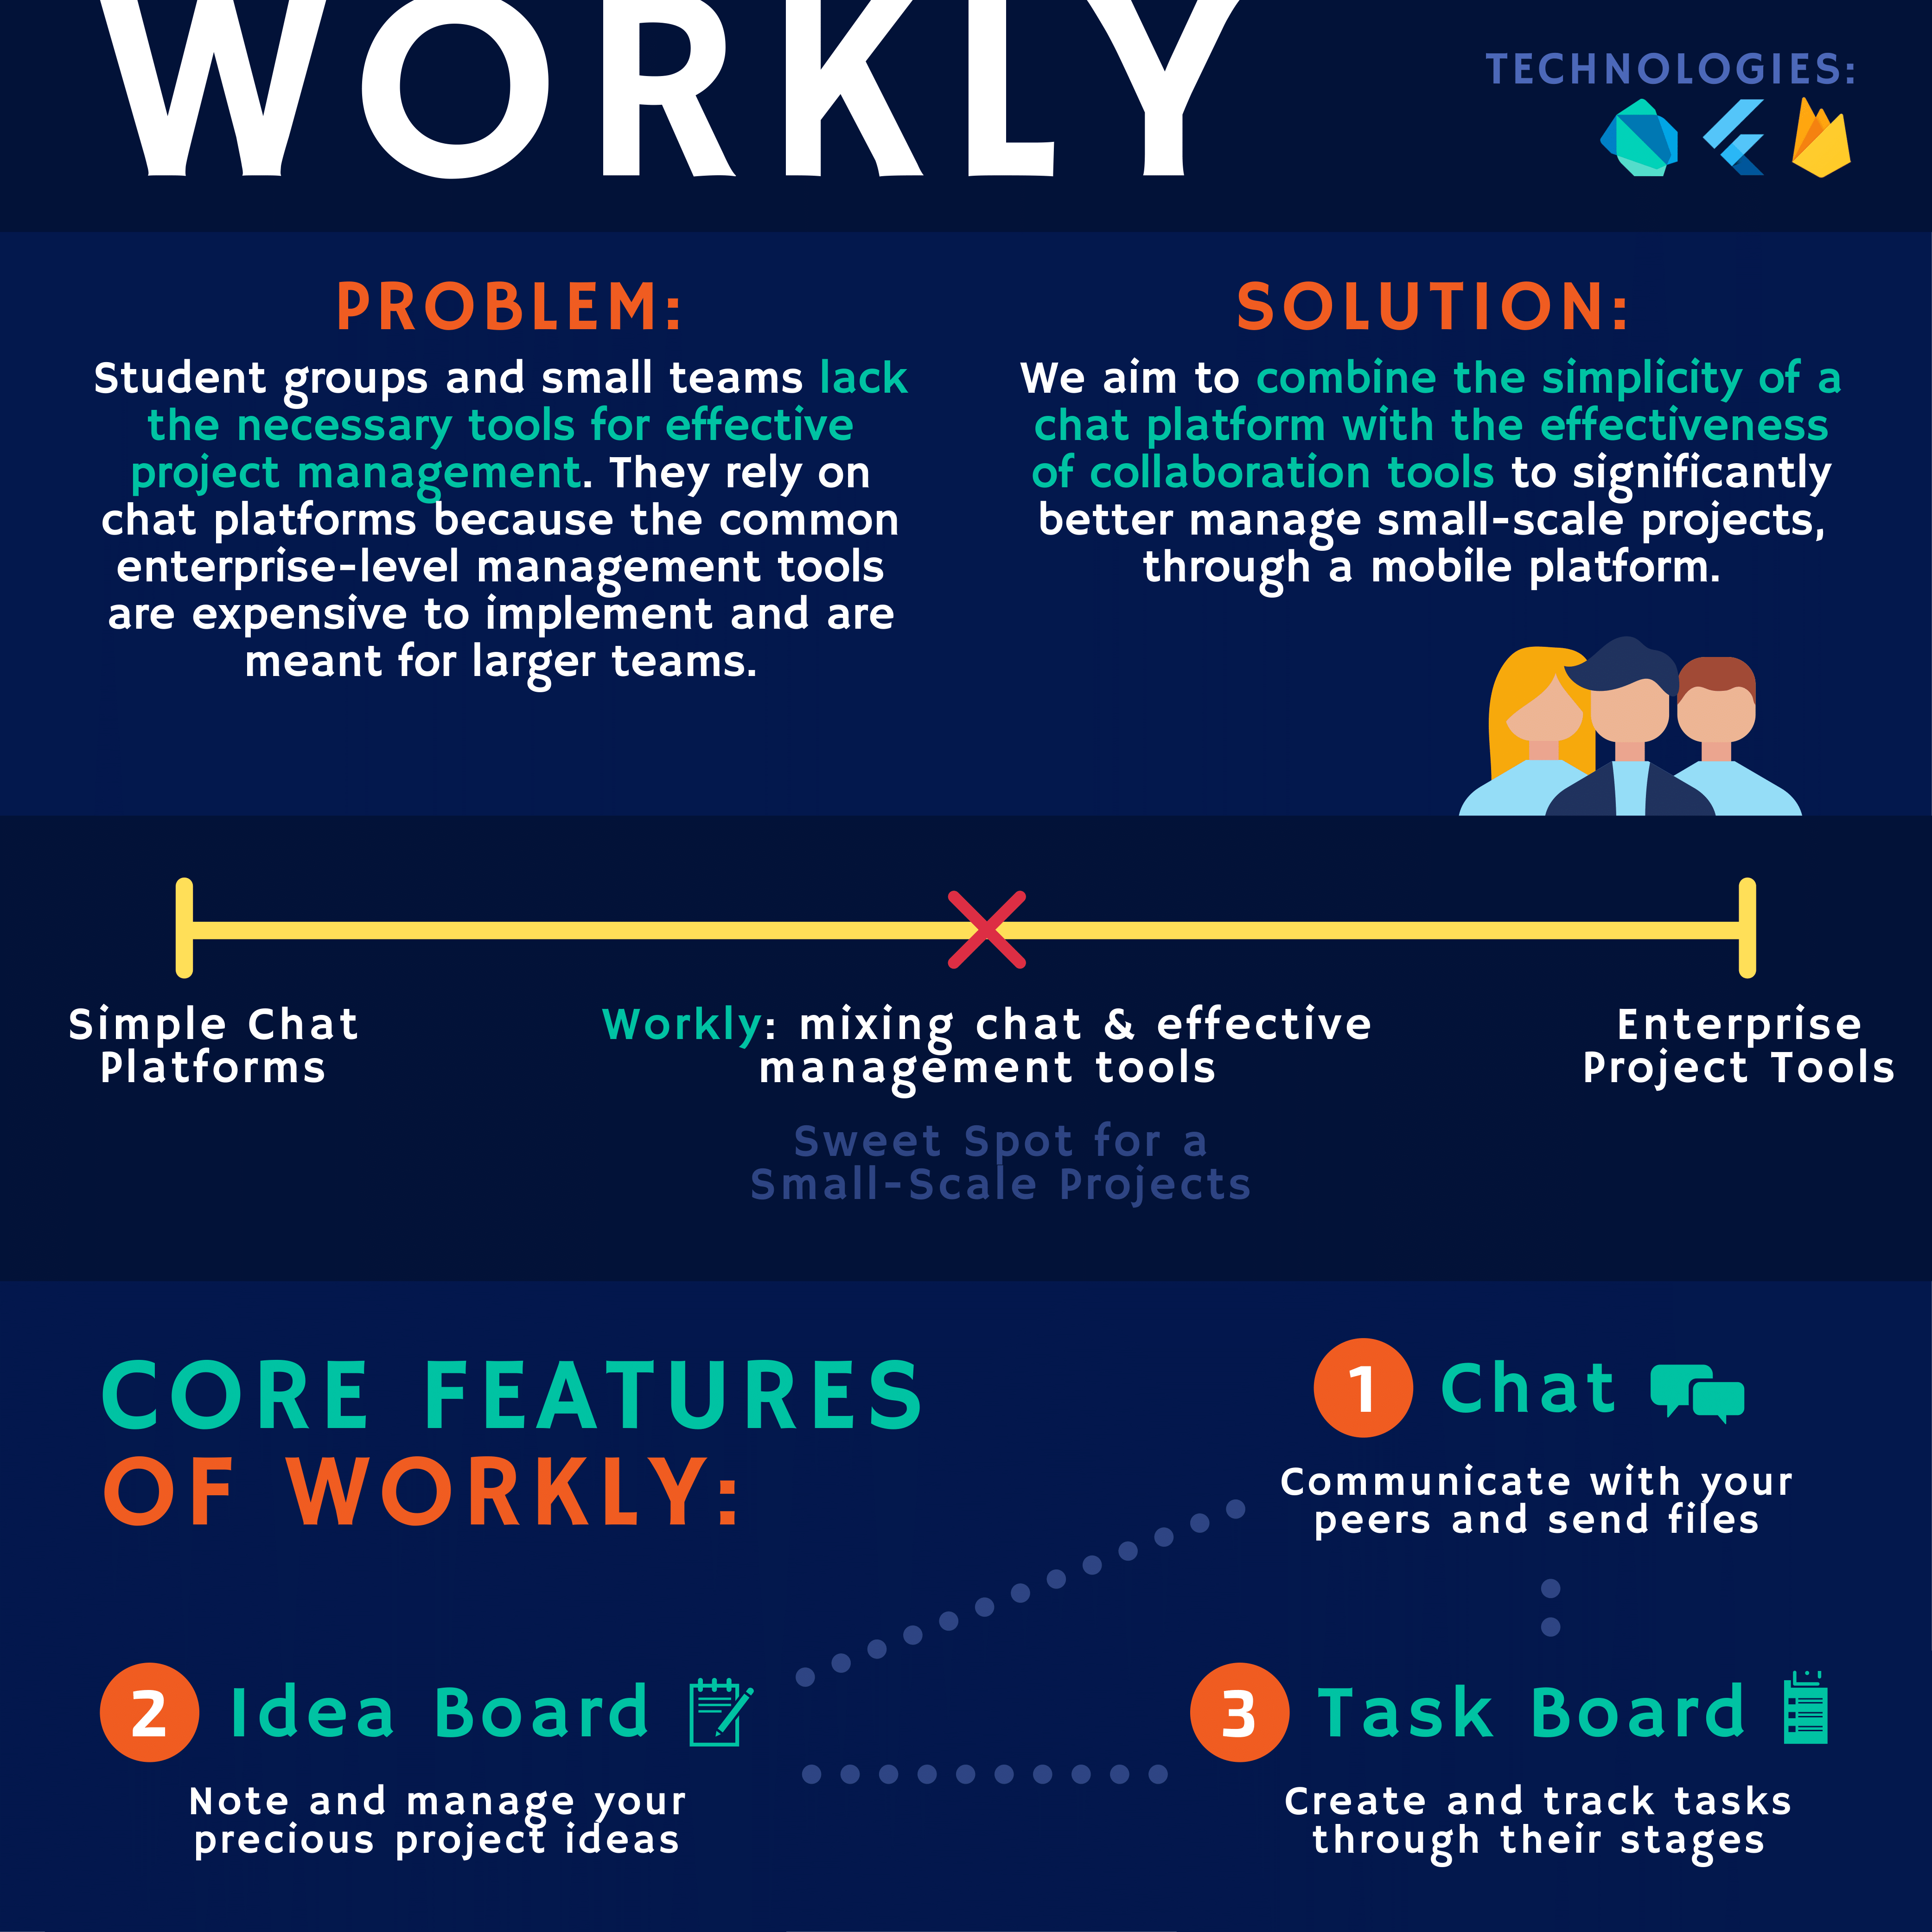 WORKLY
TECHNOLOGIES:
PROBLEM:
Student groups and small teams lack
the necessary tools for effective
project management. They rely on
chat platforms because the common
enterprise-level management tools
are expensive to implement and are
meant for larger teams.
SOLUTION:
We aim to combine the simplicity of a
chat platform with the effectiveness
of collaboration tools to significantly
better manage small-scale projects,
through a mobile platform.
Simple Chat
Platforms
Workly: mixing chat & effective
management tools
Sweet Spot for a
Small-Scale Projects
Enterprise
Project Tools
CORE FEATURES
OF WORKLY:
1 Chat
Communicate with your
peers and send files
2 Idea Board
Note and manage your
precious project ideas
3 Task Board
Create and track tasks
through their stages